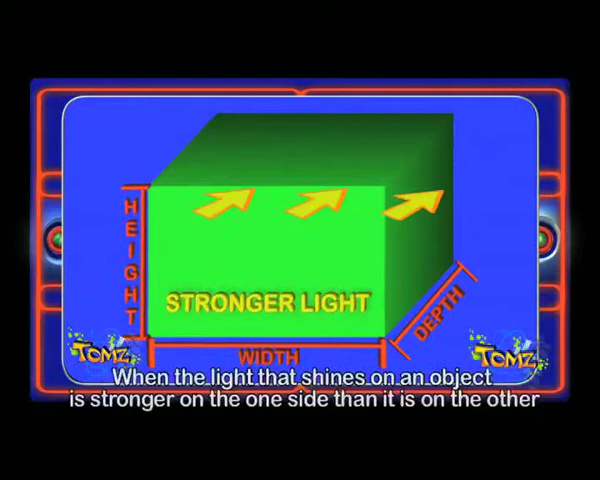 HEIGHT
STRONGER LIGHT
DEPTH
WIDTH
TOMZ
TOMZ
When the light that shines on an object
is stronger on the one side than it is on the other